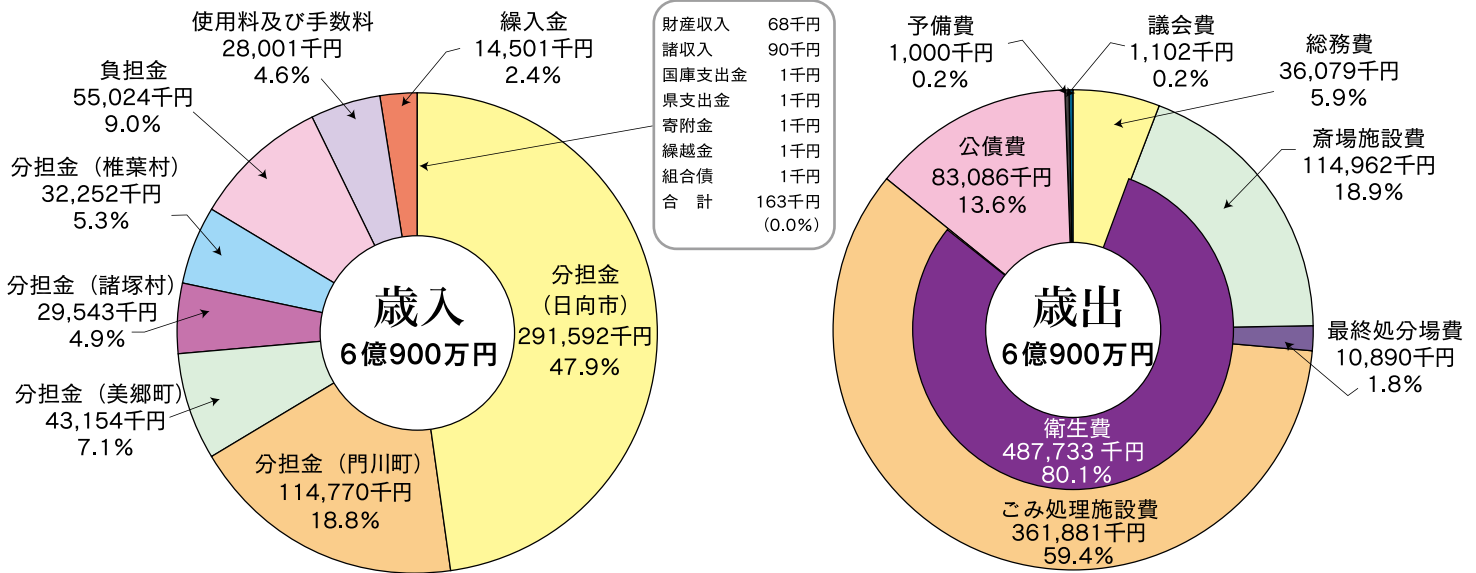 使用料及び手数料
28,001千円
4.6%
繰入金
14,501千円
2.4%
財産収入 68千円
諸収入 90千円
国庫支出金 1千円
県支出金 1千円
寄附金 1千円
繰越金 1千円
組合債 1千円
合 計 163千円
(0.0%)
負担金
55,024千円
9.0%
分担金(椎葉村)
32,252千円
5.3%
分担金(諸塚村)
29,543千円
4.9%
分担金(美郷町)
43,154千円
7.1%
分担金(門川町)
114,770千円
18.8%
分担金
(日向市)
291,592千円
47.9%
歳入
6億900万円
予備費
1,000千円
0.2%
議会費
1,102千円
0.2%
総務費
36,079千円
5.9%
斎場施設費
114,962千円
18.9%
最終処分場費
10,890千円
1.8%
公債費
83,086千円
13.6%
歳出
6億900万円
衛生費
487,733 千円
80.1%
ごみ処理施設費
361,881千円
59.4%